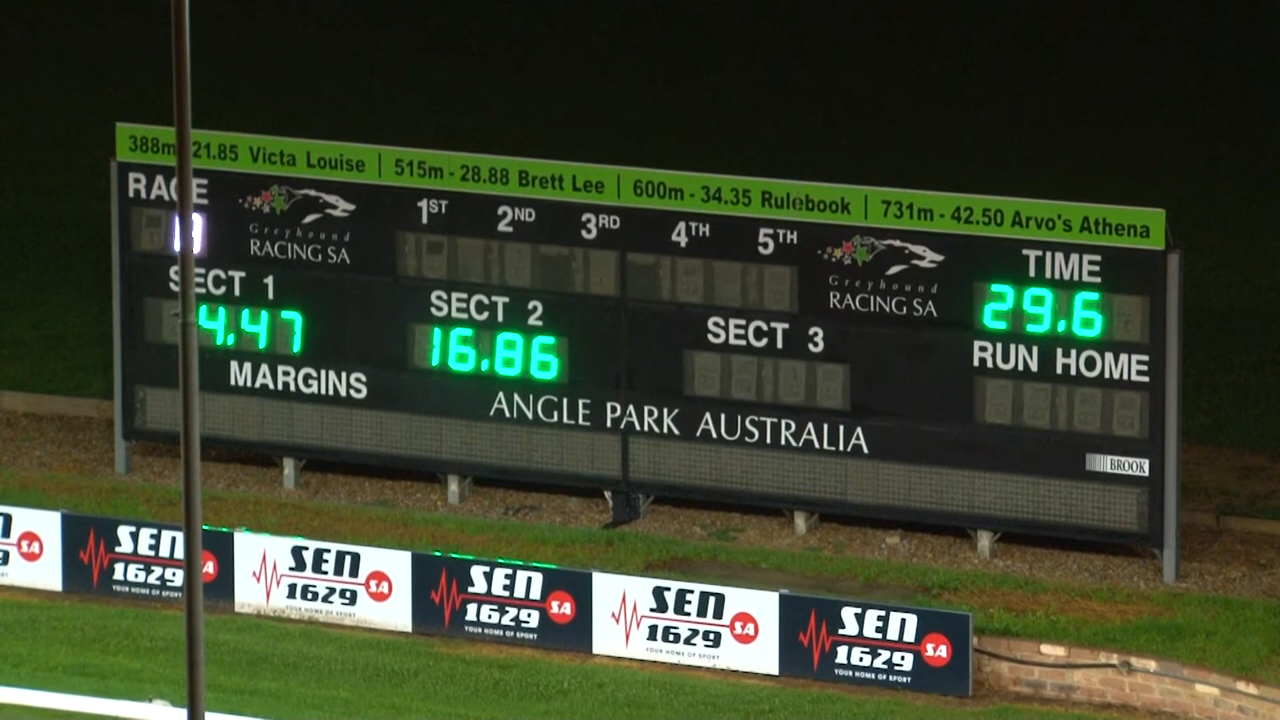 388m 21.85 Victa Louise | 515m - 28.88 Brett Lee | 600m - 34.35 Rulebook | 731m - 42.50 Arvo's Athena
RACE
Greyhound
RACING SA
1ST 2ND 3RD 4TH 5TH
Greyhound
RACING SA
TIME
29.6
SECT 1
4.47
SECT 2
16.86
SECT 3
RUN HOME
MARGINS
ANGLE PARK AUSTRALIA
BROOK
SA
SEN
1629
SA
YOUR HOME OF SPORT
SEN
1629
SA
YOUR HOME OF SPORT
SEN
1629
SA
YOUR HOME OF SPORT
SEN
1629
SA
YOUR HOME OF SPORT
SEN
1629
SA
YOUR HOME OF SPORT